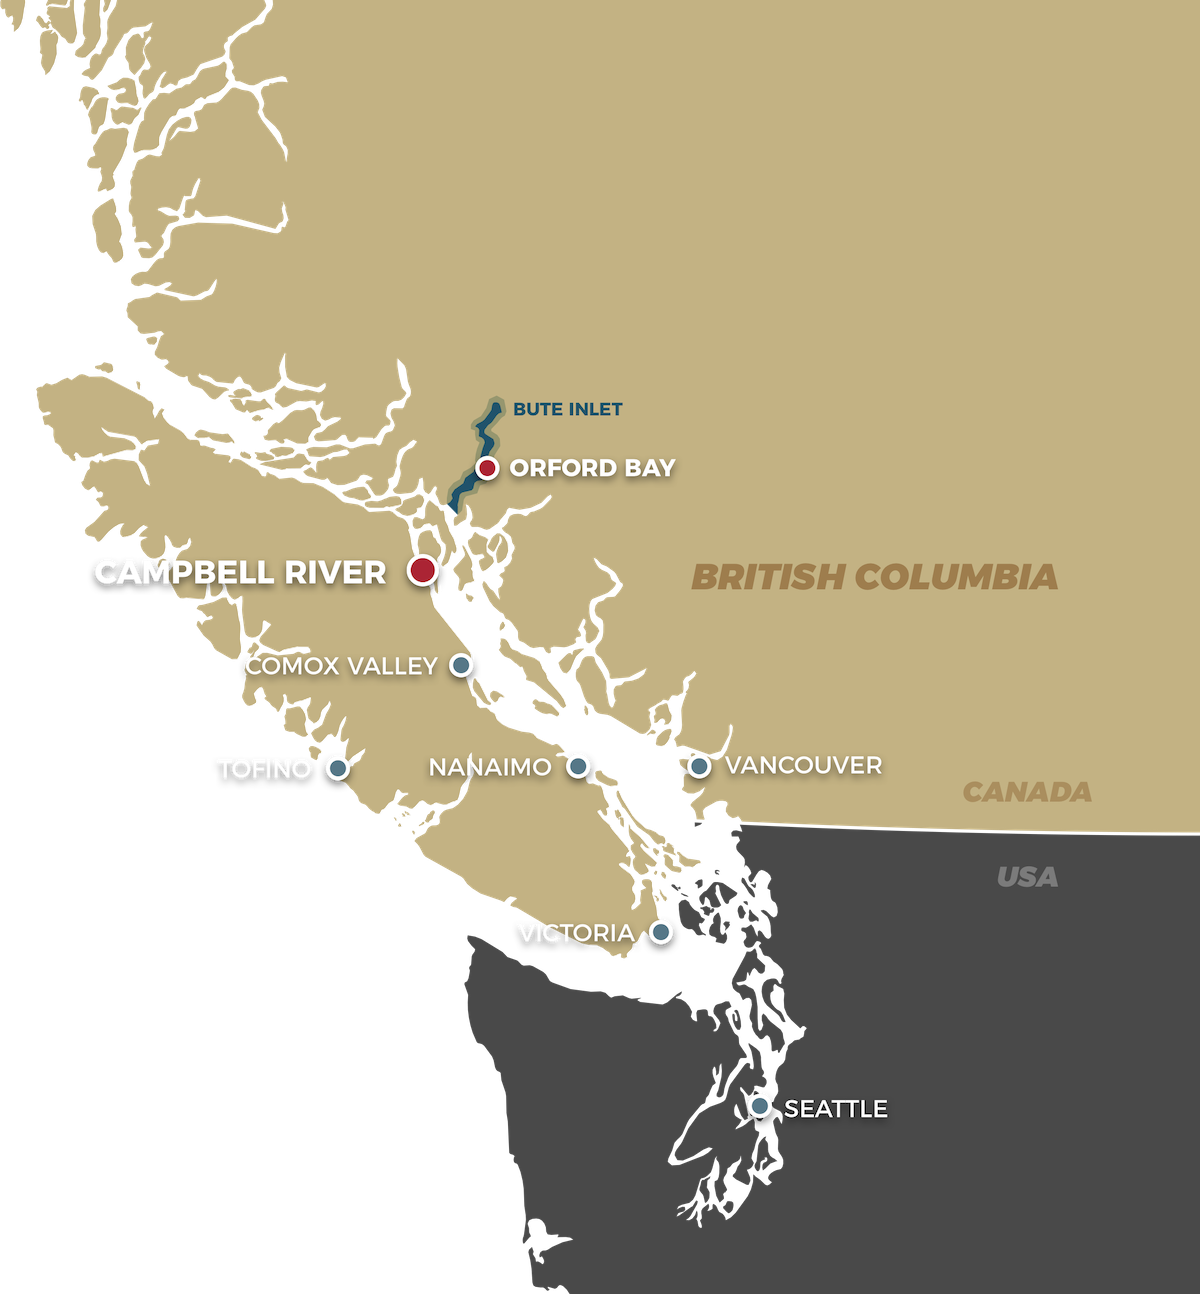 BUTE INLET
ORFORD BAY
CAMPBELL RIVER
BRITISH COLUMBIA
COMOX VALLEY
TOFINO
NANAIMO
VANCOUVER
CANADA
USA
VICTORIA
SEATTLE